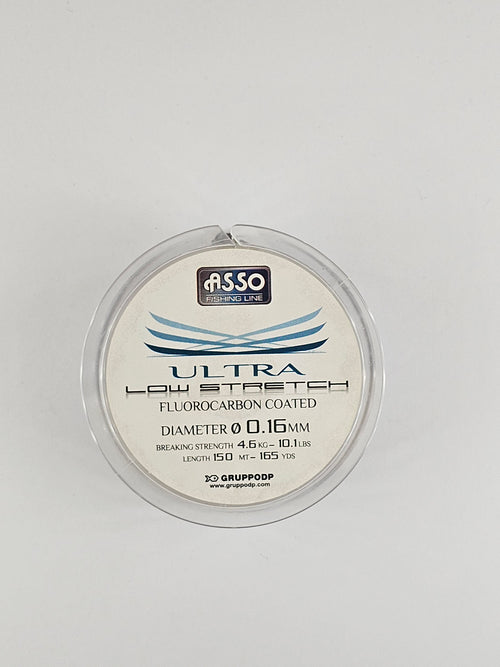 ASSO
FISHING LINE
ULTRA
LOW STRETCH
FLUOROCARBON COATED
DIAMETER Ø 0.16MM
BREAKING STRENGTH 4.6 KG - 10.1 LBS
LENGTH 150 MT - 165 YDS
GRUPPODP
www.gruppodp.com